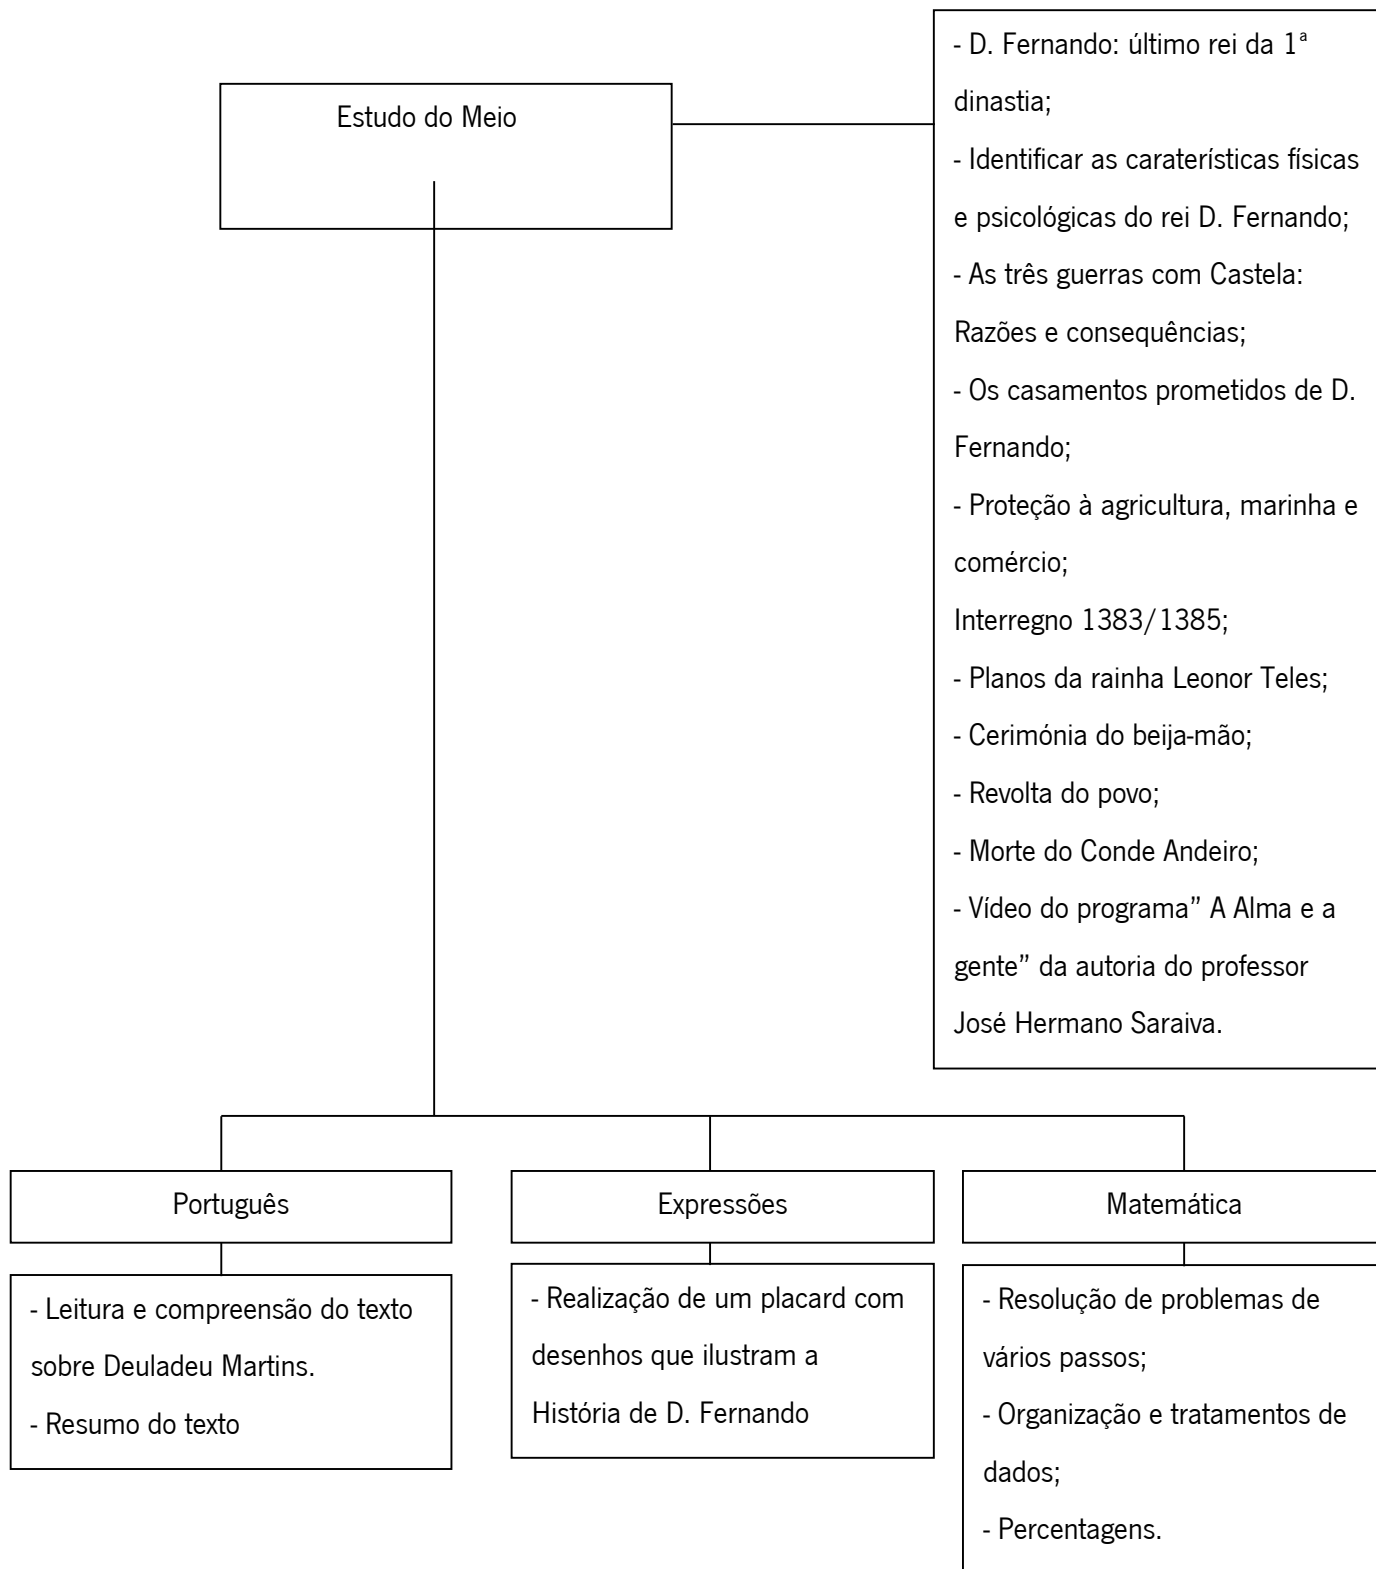 Estudo do Meio
- D. Fernando: último rei da 1ª
dinastia;
- Identificar as caraterísticas físicas
e psicológicas do rei D. Fernando;
- As três guerras com Castela:
Razões e consequências;
- Os casamentos prometidos de D.
Fernando;
- Proteção à agricultura, marinha e
comércio;
Interregno 1383/1385;
- Planos da rainha Leonor Teles;
- Cerimónia do beija-mão;
- Revolta do povo;
- Morte do Conde Andeiro;
- Vídeo do programa” A Alma e a
gente” da autoria do professor
José Hermano Saraiva.
Português
- Leitura e compreensão do texto
sobre Deuladeu Martins.
- Resumo do texto
Expressões
- Realização de um placard com
desenhos que ilustram a
História de D. Fernando
Matemática
- Resolução de problemas de
vários passos;
- Organização e tratamentos de
dados;
- Percentagens.